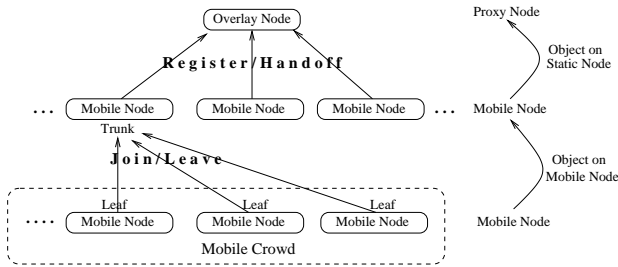 Overlay Node
Proxy Node
Register/Handoff
Object on
Static Node
... Mobile Node Mobile Node Mobile Node ... Mobile Node
Trunk
Join/Leave
Object on
Mobile Node
Leaf Leaf Leaf
.... Mobile Node Mobile Node Mobile Node Mobile Node
Mobile Crowd